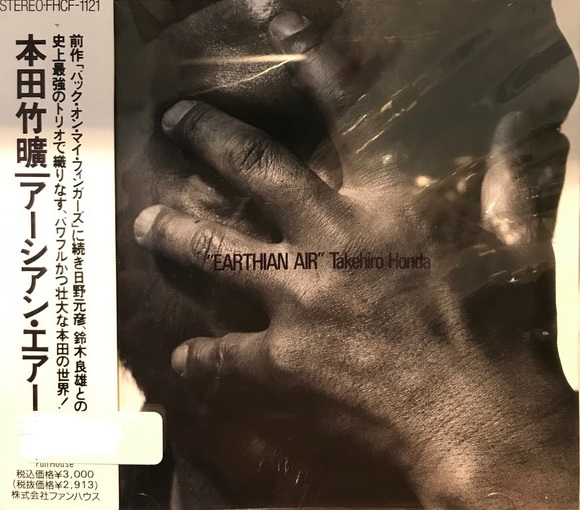 STEREO·FHCF-1121
前作「バック・オン・マイ・フィンガーズ」に続き日野元彦、鈴木良雄との
史上最強のトリオで織りなす、パワフルかつ壮大な本田の世界!
本田竹曠/アーシアン・エアー
"EARTHIAN AIR" Takehiro Honda
Full House
税込価格¥3,000
(税抜価格¥2,913)
株式会社ファンハウス